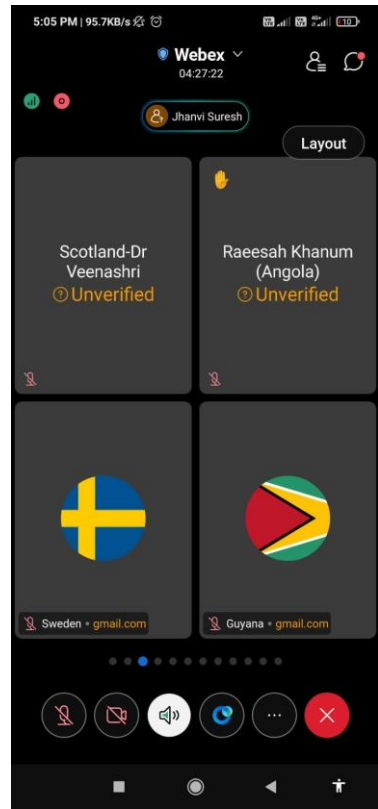 5:05 PM | 95.7KB/s
10
Webex
04:27:22
Jhanvi Suresh
Layout
Scotland-Dr
Veenashri
Unverified
Raeesah Khanum
(Angola)
Unverified
Sweden • gmail.com
Guyana • gmail.com